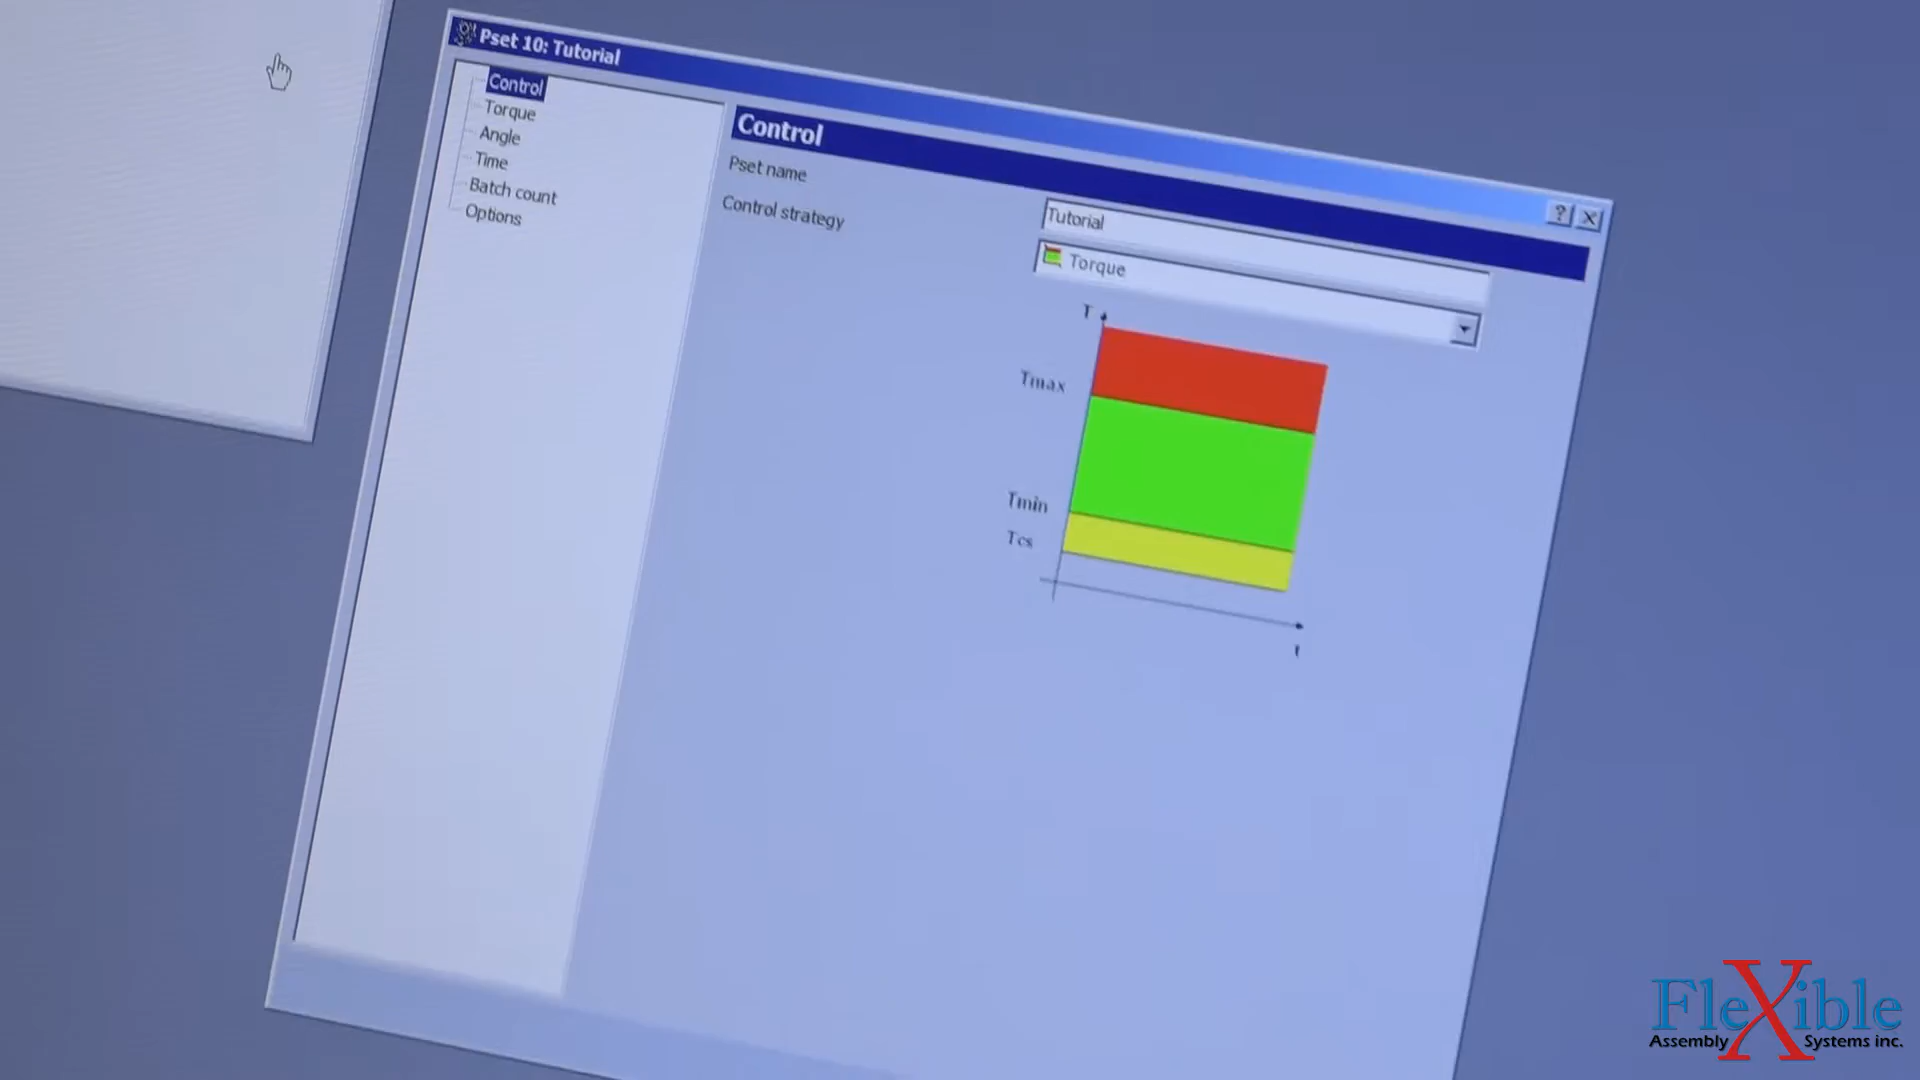 Pset 10: Tutorial
Control
Torque
Angle
Time
Batch count
Options
Control
Pset name
Tutorial
Control strategy
Torque
T
Tmax
Tmin
Tcs
t
? X
FleXible
Assembly Systems inc.